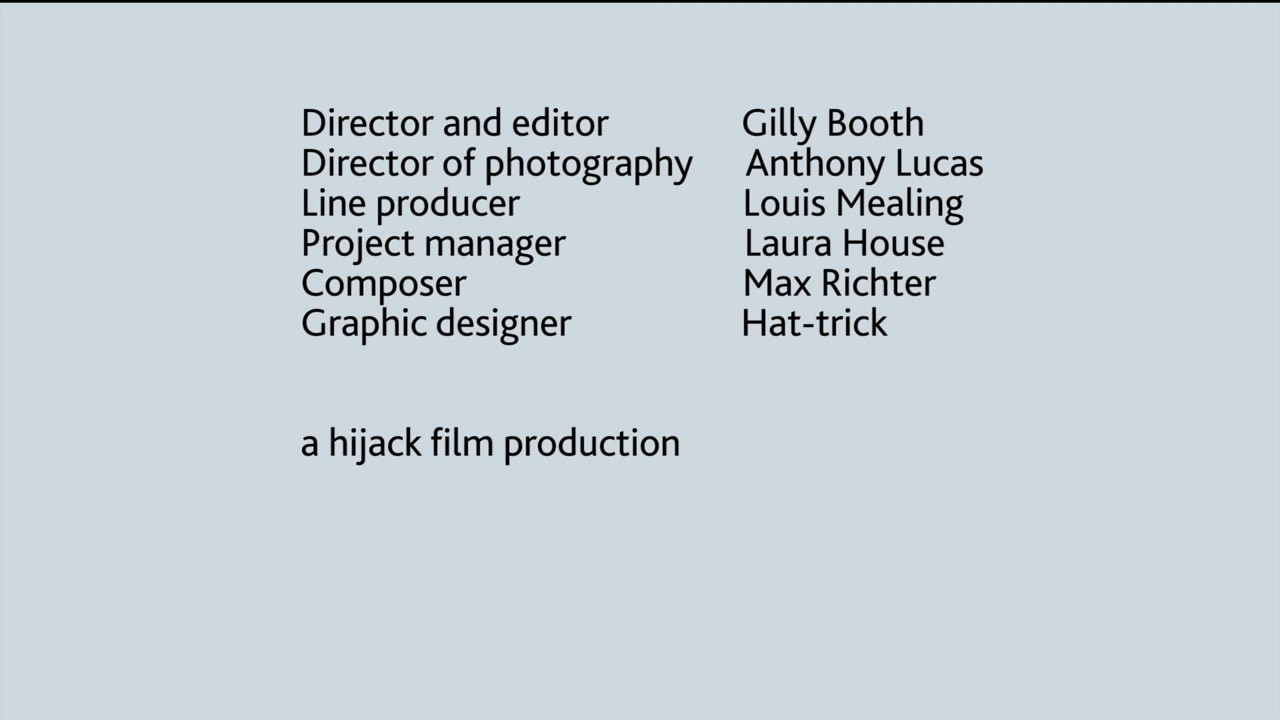 Director and editor Gilly Booth
Director of photography Anthony Lucas
Line producer Louis Mealing
Project manager Laura House
Composer Max Richter
Graphic designer Hat-trick
a hijack film production